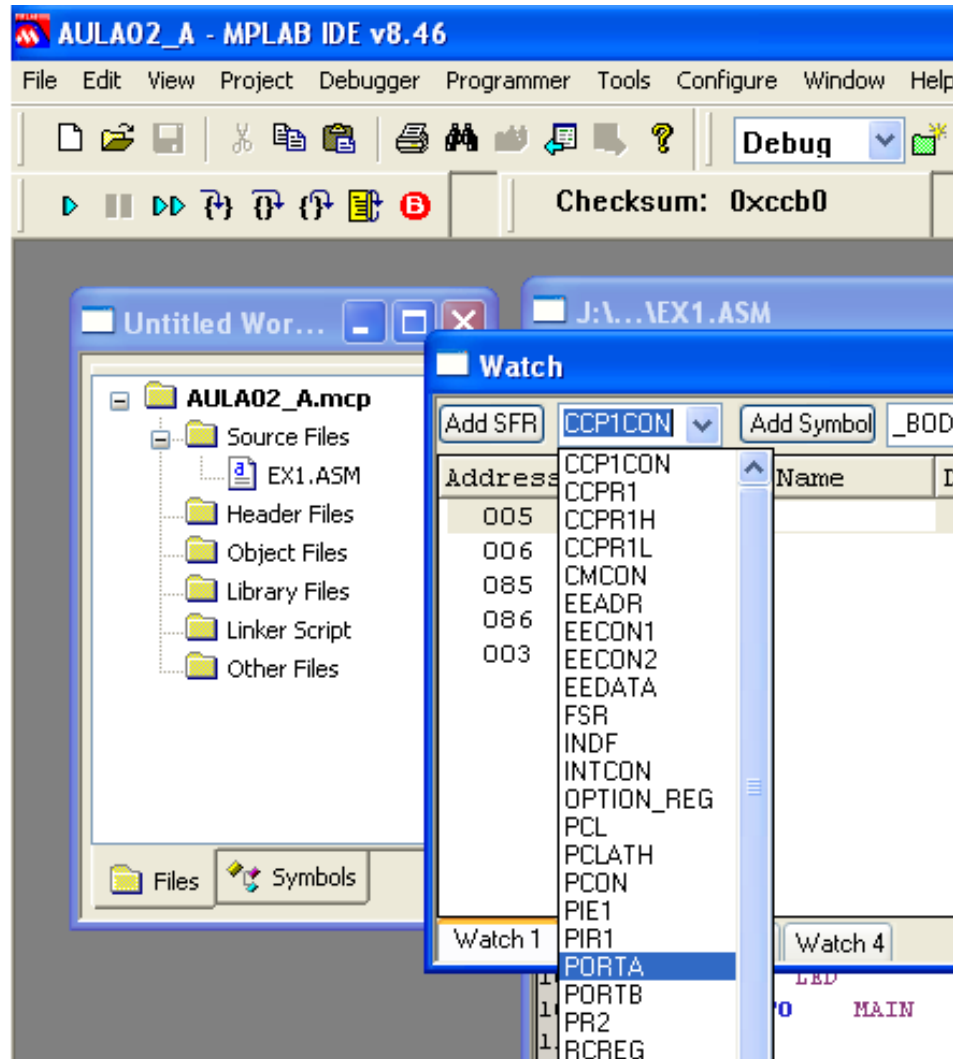 AULA02_A - MPLAB IDE v8.46
File Edit View Project Debugger Programmer Tools Configure Window Help
Debug
Checksum: 0xccb0
Untitled Wor...
J:\...\EX1.ASM
AULA02_A.mcp
Source Files
EX1.ASM
Header Files
Object Files
Library Files
Linker Script
Other Files
Files Symbols
Watch
Add SFR CCP1CON Add Symbol _BOD
Address Name
005
006
085
086
003
CCP1CON
CCPR1
CCPR1H
CCPR1L
CMCON
EEADR
EECON1
EECON2
EEDATA
FSR
INDF
INTCON
OPTION_REG
PCL
PCLATH
PCON
PIE1
PIR1
PORTA
PORTB
PR2
RCREG
Watch 1 Watch 4
LED
MAIN